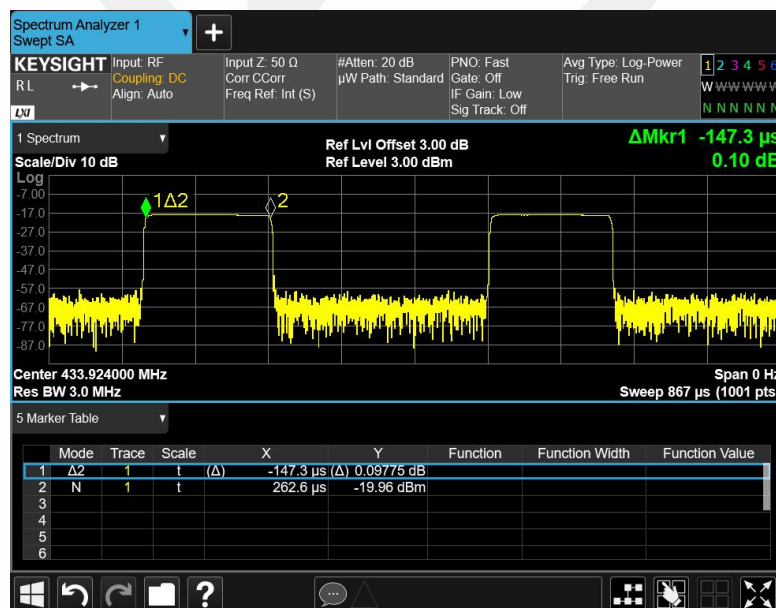 Spectrum Analyzer 1
Swept SA
+
KEYSIGHT
RL
LXI
Input: RF
Coupling: DC
Align: Auto
Input Z: 50 Ω
Corr CCorr
Freq Ref: Int (S)
#Atten: 20 dB
µW Path: Standard
PNO: Fast
Gate: Off
IF Gain: Low
Sig Track: Off
Avg Type: Log-Power
Trig: Free Run
1 2 3 4 5 6
W W W W W W
N N N N N N
1 Spectrum
Scale/Div 10 dB
Ref Lvl Offset 3.00 dB
Ref Level 3.00 dBm
ΔMkr1 -147.3 µs
0.10 dB
Log
-7.00
-17.0
-27.0
-37.0
-47.0
-57.0
-67.0
-77.0
-87.0
1Δ2
2
Center 433.924000 MHz
Res BW 3.0 MHz
Span 0 Hz
Sweep 867 µs (1001 pts
5 Marker Table
Mode Trace Scale X Y Function Function Width Function Value
1 Δ2 1 t (Δ) -147.3 µs (Δ) 0.09775 dB
2 N 1 t 262.6 µs -19.96 dBm
3
4
5
6
?